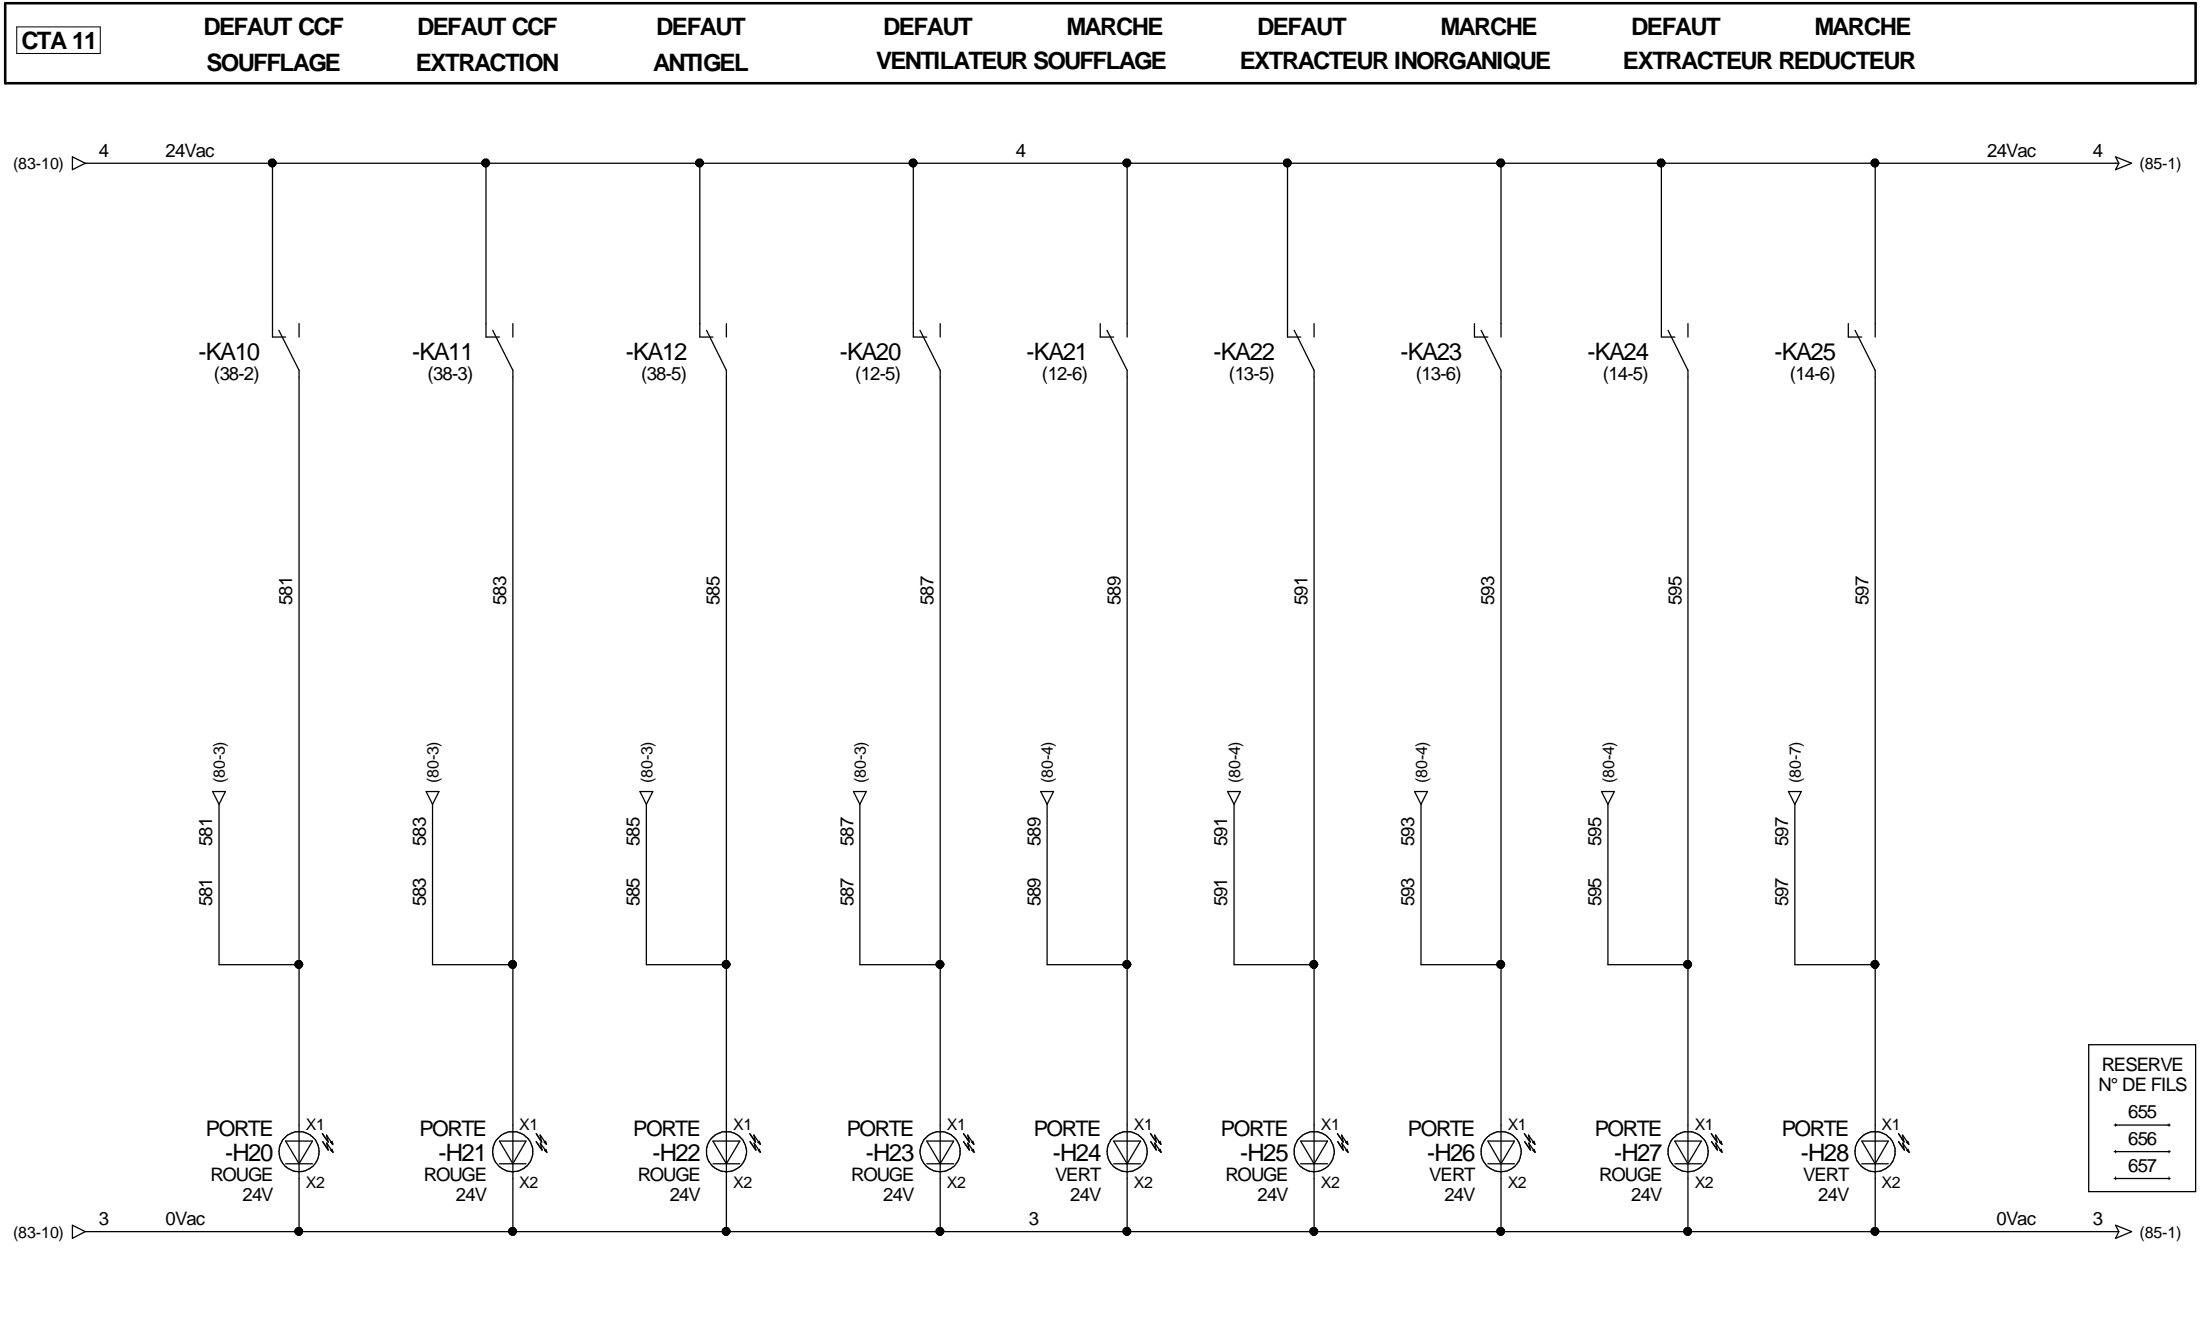 CTA 11
DEFAUT CCF
SOUFFLAGE
DEFAUT CCF
EXTRACTION
DEFAUT
ANTIGEL
DEFAUT MARCHE
VENTILATEUR SOUFFLAGE
DEFAUT MARCHE
EXTRACTEUR INORGANIQUE
DEFAUT MARCHE
EXTRACTEUR REDUCTEUR
(83-10) 4 24Vac 4 24Vac 4 (85-1)
-KA10
(38-2)
-KA11
(38-3)
-KA12
(38-5)
-KA20
(12-5)
-KA21
(12-6)
-KA22
(13-5)
-KA23
(13-6)
-KA24
(14-5)
-KA25
(14-6)
581 583 585 587 589 591 593 595 597
(80-3) (80-3) (80-3) (80-3) (80-4) (80-4) (80-4) (80-4) (80-7)
581 583 585 587 589 591 593 595 597
581 583 585 587 589 591 593 595 597
PORTE X1
-H20
ROUGE X2
24V
PORTE X1
-H21
ROUGE X2
24V
PORTE X1
-H22
ROUGE X2
24V
PORTE X1
-H23
ROUGE X2
24V
PORTE X1
-H24
VERT X2
24V
PORTE X1
-H25
ROUGE X2
24V
PORTE X1
-H26
VERT X2
24V
PORTE X1
-H27
ROUGE X2
24V
PORTE X1
-H28
VERT X2
24V
RESERVE
N° DE FILS
655
656
657
(83-10) 3 0Vac 3 0Vac 3 (85-1)